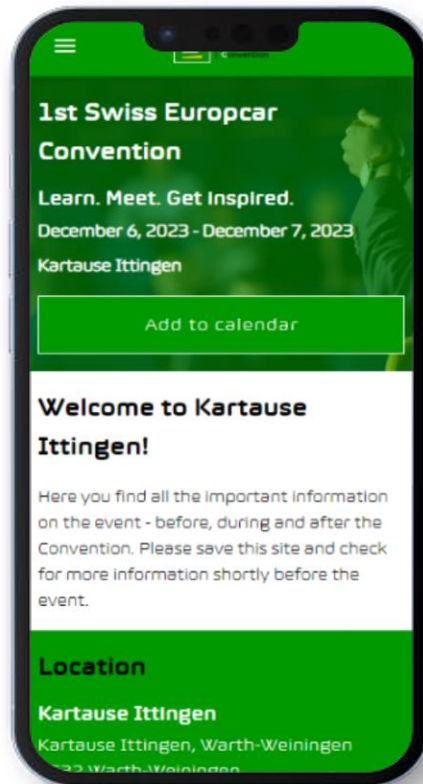 Convention
1st Swiss Europcar
Convention
Learn. Meet. Get Inspired.
December 6, 2023 - December 7, 2023
Kartause Ittingen
Add to calendar
Welcome to Kartause
Ittingen!
Here you find all the important information
on the event - before, during and after the
Convention. Please save this site and check
for more information shortly before the
event.
Location
Kartause Ittingen
Kartause Ittingen, Warth-Weiningen
Warth-Weiningen